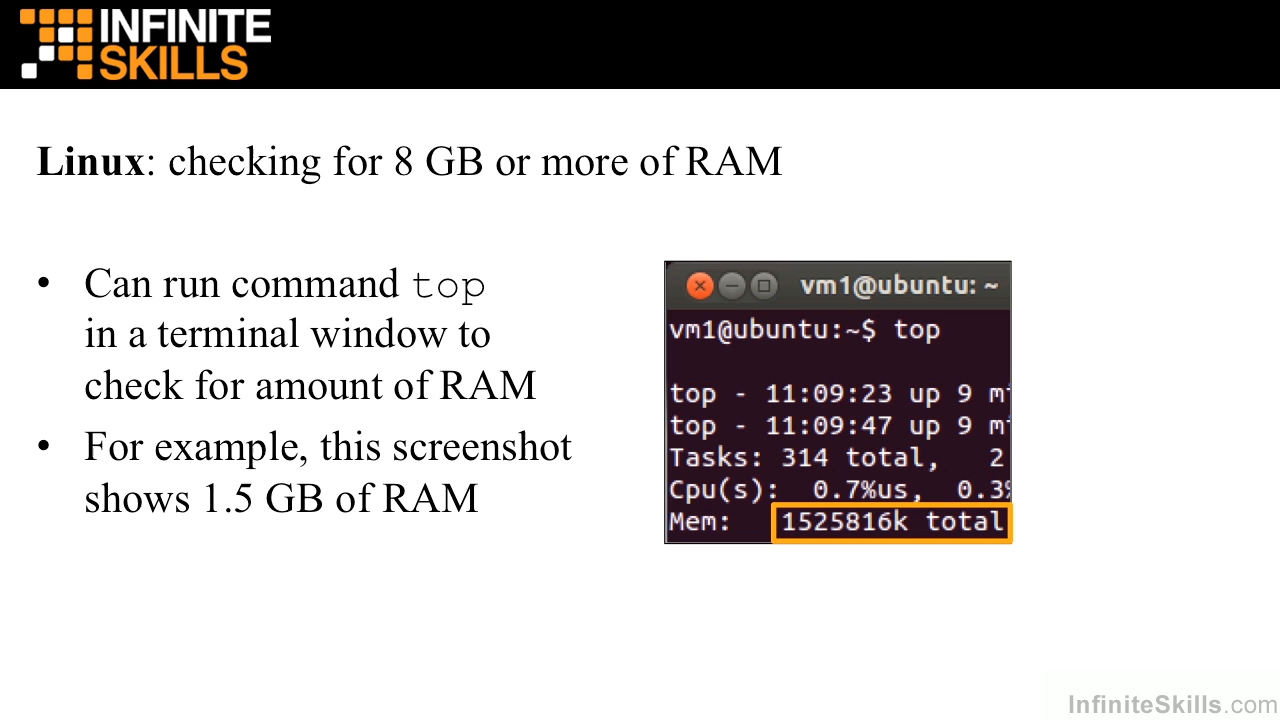 INFINITE
SKILLS
Linux: checking for 8 GB or more of RAM
• Can run command top
in a terminal window to
check for amount of RAM
• For example, this screenshot
shows 1.5 GB of RAM
vm1@ubuntu: ~
vm1@ubuntu:~$ top
top - 11:09:23 up 9 m
top - 11:09:47 up 9 m
Tasks: 314 total, 2
Cpu(s): 0.7%us, 0.3%
Mem: 1525816k total
InfiniteSkills.com